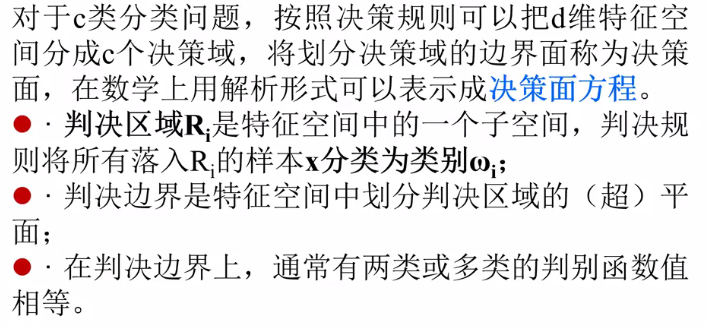 对于c类分类问题，按照决策规则可以把d维特征空
间分成c个决策域，将划分决策域的边界面称为决策
面，在数学上用解析形式可以表示成决策面方程。
●· 判决区域Ri是特征空间中的一个子空间，判决规
则将所有落入Ri的样本x分类为类别ωi；
●· 判决边界是特征空间中划分判决区域的（超）平
面；
●· 在判决边界上，通常有两类或多类的判别函数值
相等。